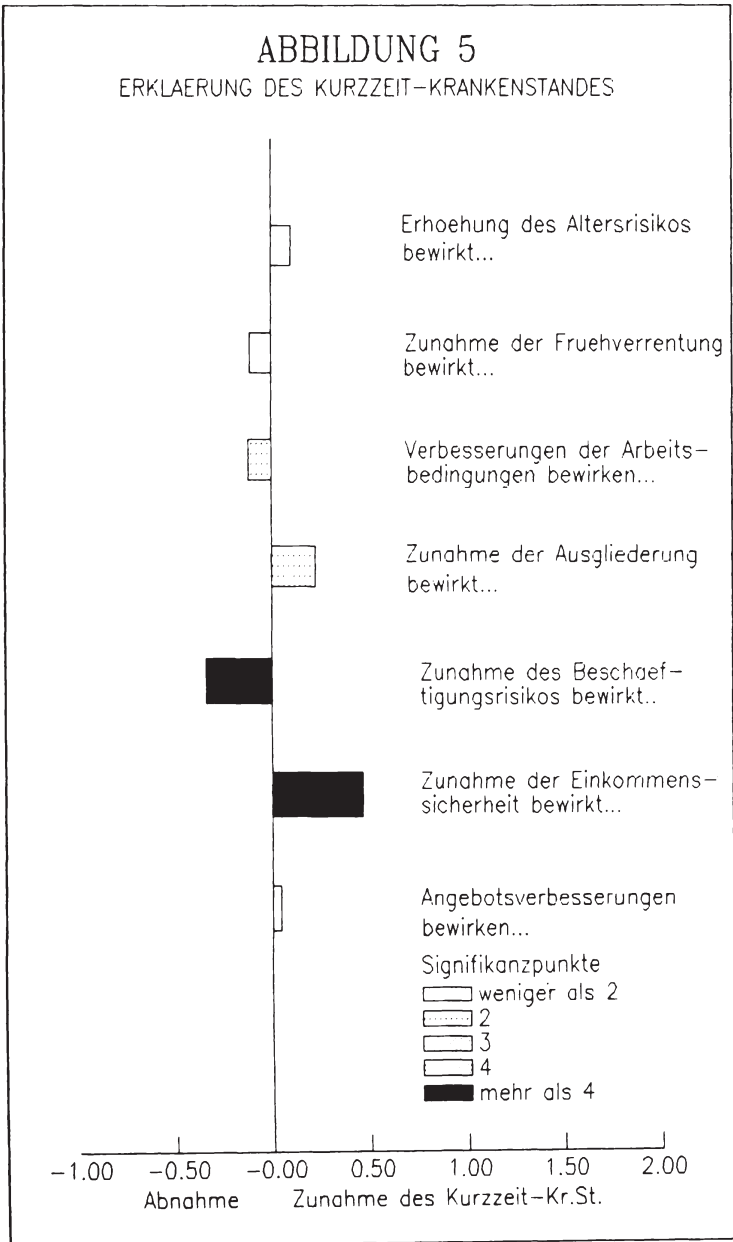 ABBILDUNG 5
ERKLAERUNG DES KURZZEIT-KRANKENSTANDES
Erhoehung des Altersrisikos
bewirkt...
Zunahme der Fruehverrentung
bewirkt...
Verbesserungen der Arbeits-
bedingungen bewirken...
Zunahme der Ausgliederung
bewirkt...
Zunahme des Beschaef-
tigungsrisikos bewirkt..
Zunahme der Einkommens-
sicherheit bewirkt...
Angebotsverbesserungen
bewirken...
Signifikanzpunkte
weniger als 2
2
3
4
mehr als 4
-1.00 -0.50 -0.00 0.50 1.00 1.50 2.00
Abnahme Zunahme des Kurzzeit-Kr.St.